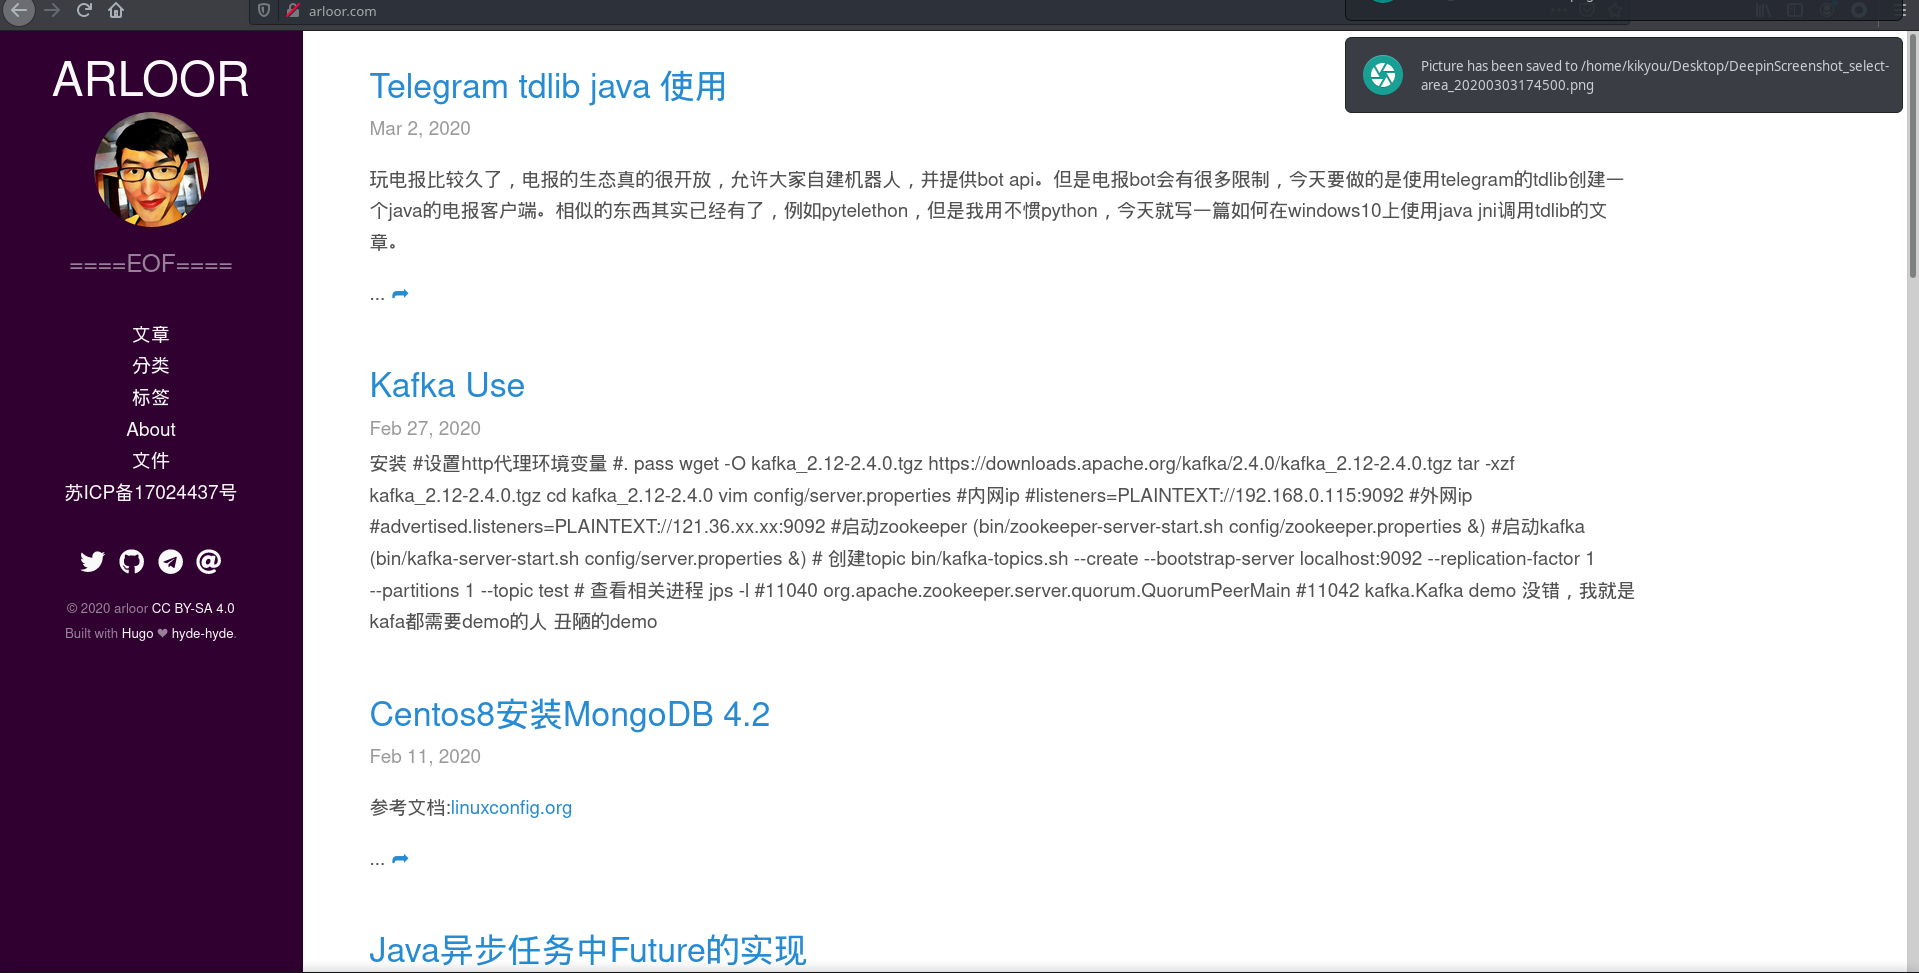 arloor.com
Picture has been saved to /home/kikyou/Desktop/DeepinScreenshot_select-
area_20200303174500.png
ARLOOR
====EOF====
文章
分类
标签
About
文件
苏ICP备17024437号
© 2020 arloor CC BY-SA 4.0
Built with Hugo ❤ hyde-hyde.
Telegram tdlib java 使用
Mar 2, 2020
玩电报比较久了，电报的生态真的很开放，允许大家自建机器人，并提供bot api。但是电报bot会有很多限制，今天要做的是使用telegram的tdlib创建一
个java的电报客户端。相似的东西其实已经有了，例如pytelethon，但是我用不惯python，今天就写一篇如何在windows10上使用java jni调用tdlib的文
章。
...
Kafka Use
Feb 27, 2020
安装 #设置http代理环境变量 #. pass wget -O kafka_2.12-2.4.0.tgz https://downloads.apache.org/kafka/2.4.0/kafka_2.12-2.4.0.tgz tar -xzf
kafka_2.12-2.4.0.tgz cd kafka_2.12-2.4.0 vim config/server.properties #内网ip #listeners=PLAINTEXT://192.168.0.115:9092 #外网ip
#advertised.listeners=PLAINTEXT://121.36.xx.xx:9092 #启动zookeeper (bin/zookeeper-server-start.sh config/zookeeper.properties &) #启动kafka
(bin/kafka-server-start.sh config/server.properties &) # 创建topic bin/kafka-topics.sh --create --bootstrap-server localhost:9092 --replication-factor 1
--partitions 1 --topic test # 查看相关进程 jps -l #11040 org.apache.zookeeper.server.quorum.QuorumPeerMain #11042 kafka.Kafka demo 没错，我就是
kafa都需要demo的人 丑陋的demo
Centos8安装MongoDB 4.2
Feb 11, 2020
参考文档:linuxconfig.org
...
Java异步任务中Future的实现